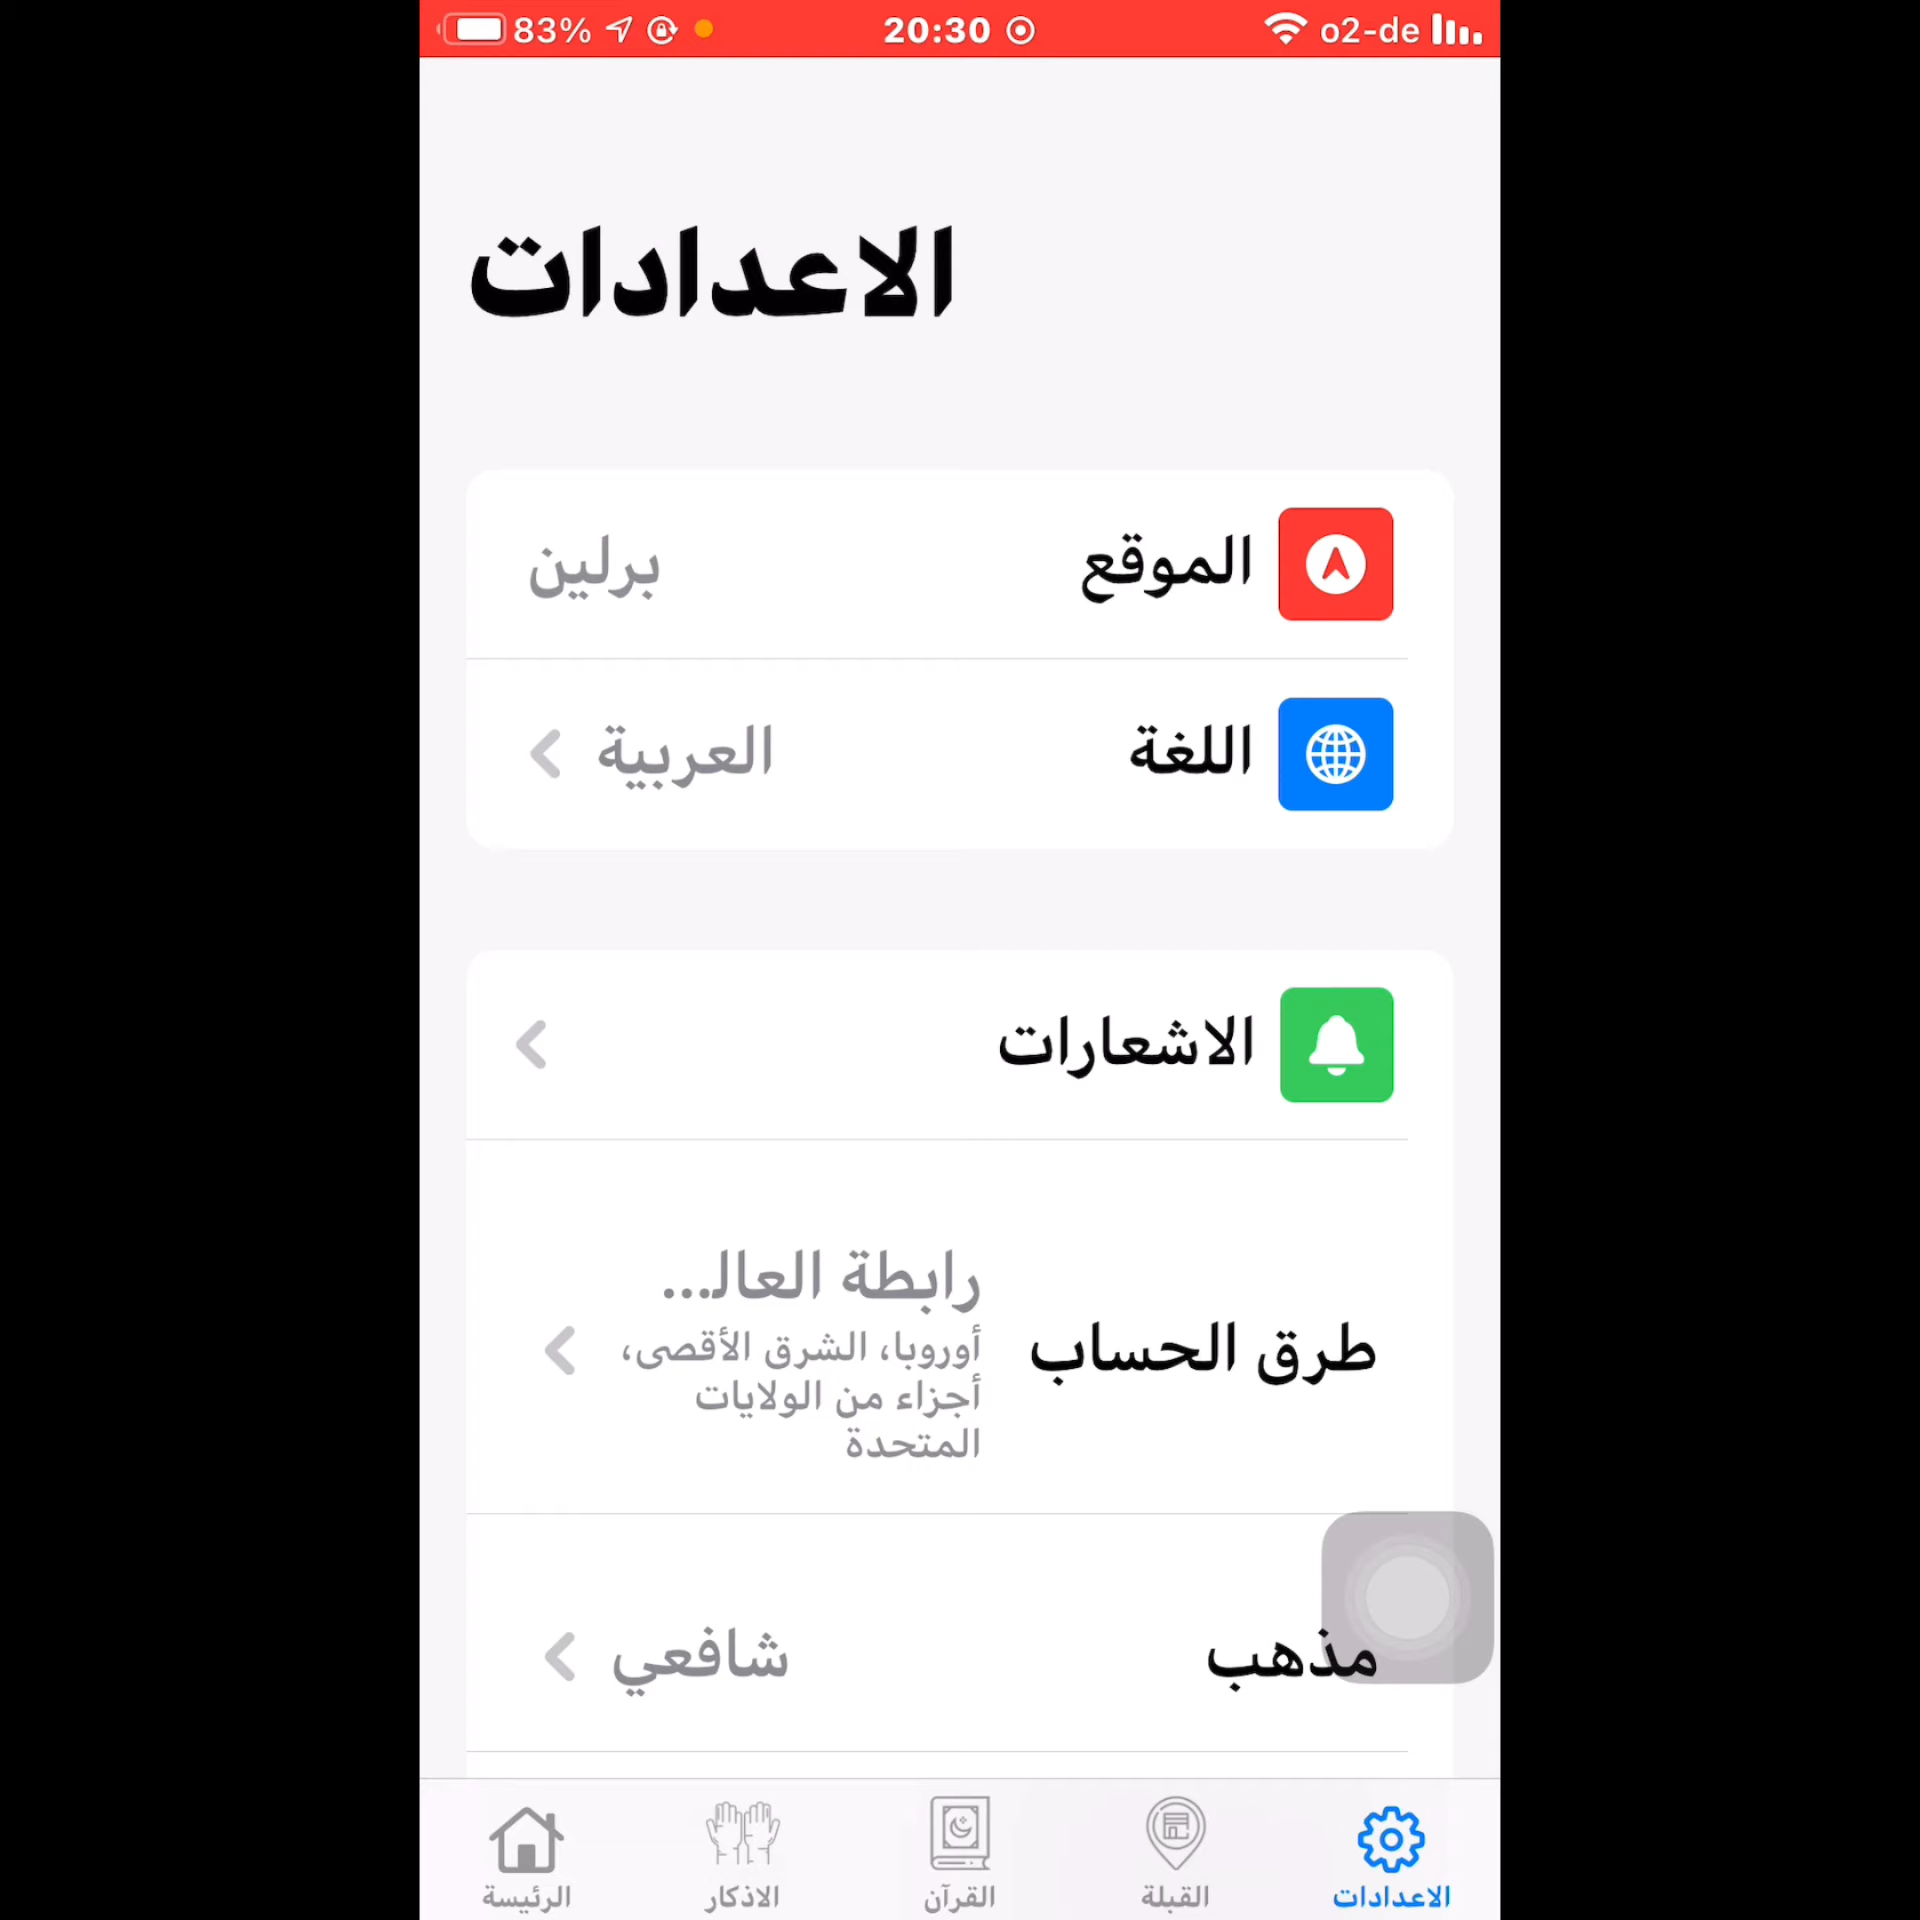 83% 20:30 o2-de
الاعدادات
الموقع برلين
اللغة العربية
الاشعارات
طرق الحساب
رابطة العال...
أوروبا، الشرق الأقصى،
أجزاء من الولايات
المتحدة
مذهب شافعي
الاعدادات القبلة القرآن الاذكار الرئيسة